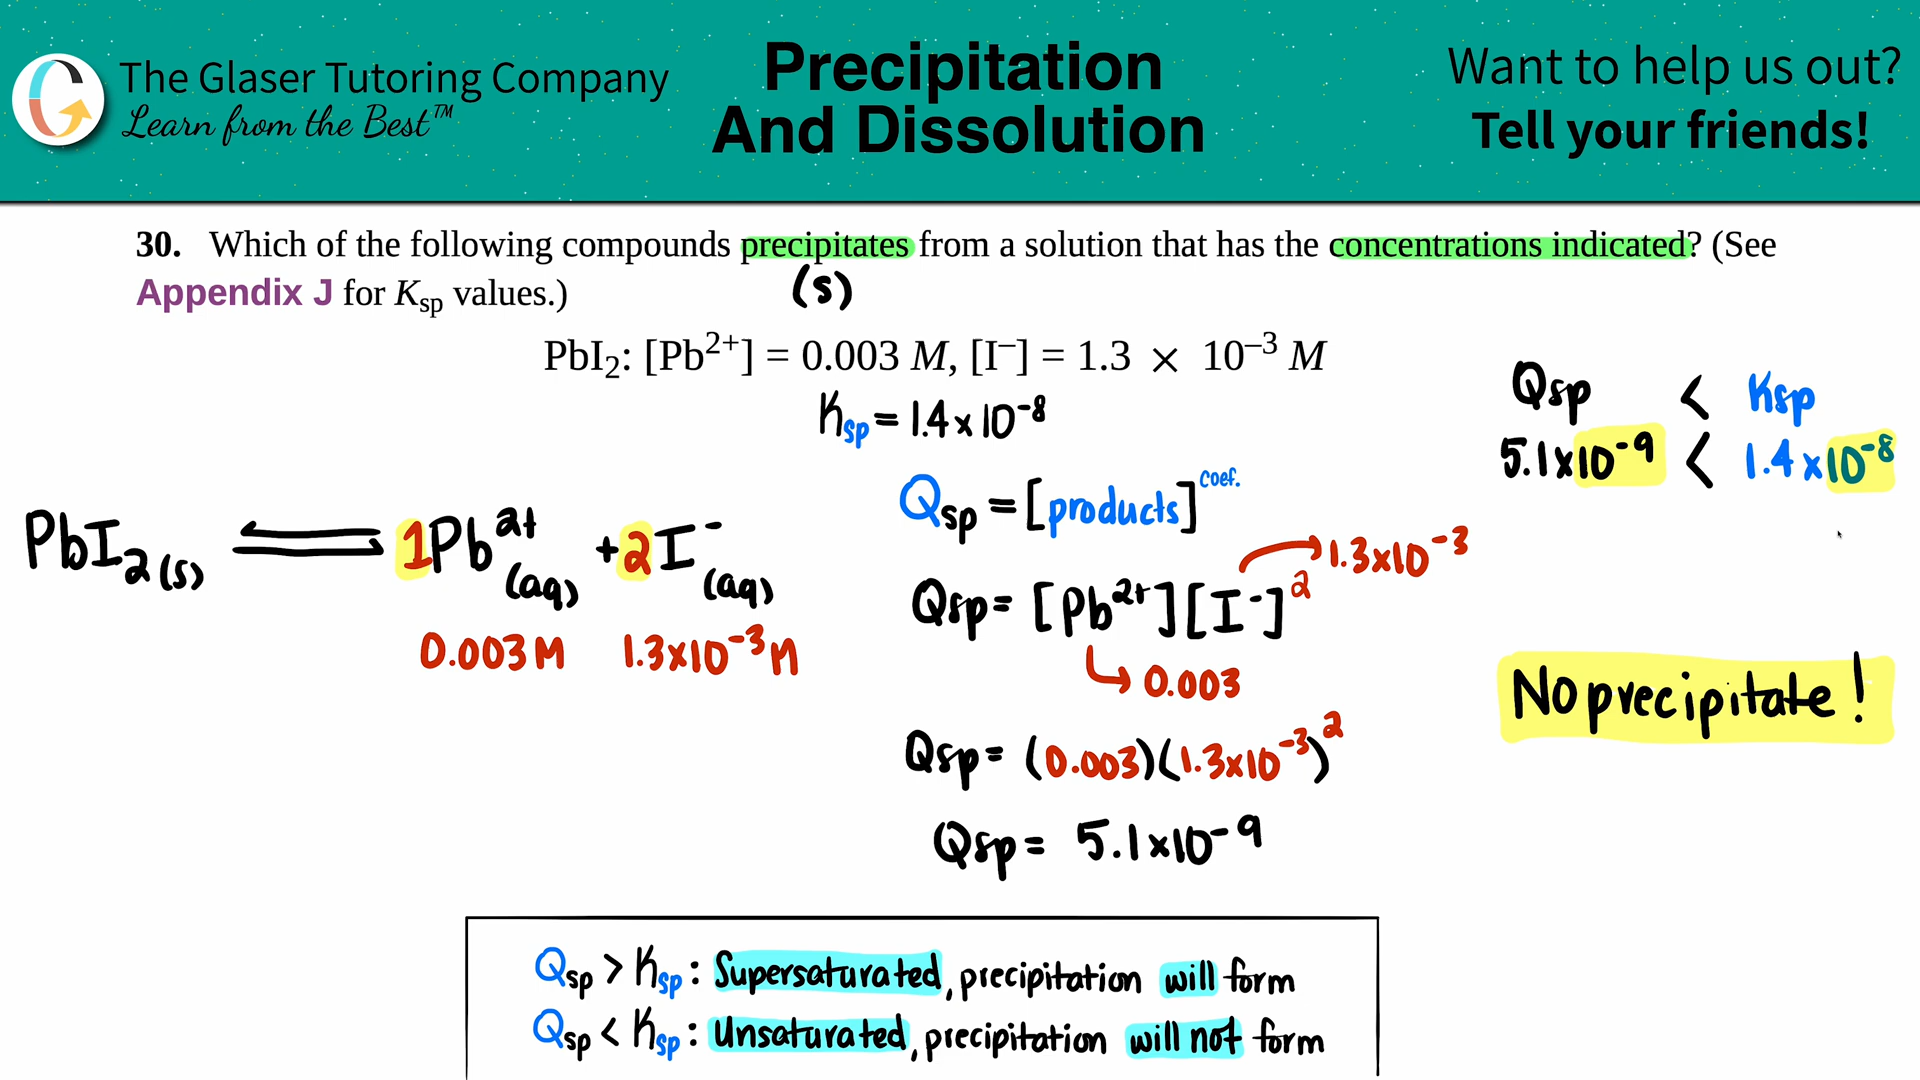 The Glaser Tutoring Company
Learn from the Best™
Precipitation
And Dissolution
Want to help us out?
Tell your friends!
30. Which of the following compounds precipitates from a solution that has the concentrations indicated? (See
Appendix J for Ksp values.)
(s)
PbI₂: [Pb²⁺] = 0.003 M, [I⁻] = 1.3 × 10⁻³ M
Ksp = 1.4 x 10⁻⁸
Qsp < Ksp
5.1x10⁻⁹ < 1.4 x10⁻⁸
Qsp = [products]^coef.
PbI₂(s) ⇌ 1Pb²⁺(aq) + 2I⁻(aq)
0.003M 1.3x10⁻³M
1.3x10⁻³
Qsp = [Pb²⁺][I⁻]²
0.003
No precipitate!
Qsp = (0.003)(1.3x10⁻³)²
Qsp = 5.1x10⁻⁹
Qsp > Ksp : Supersaturated, precipitation will form
Qsp < Ksp : Unsaturated, precipitation will not form